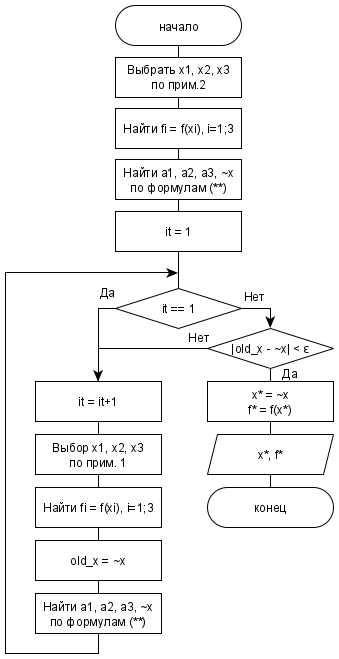 начало
Выбрать x1, x2, x3
по прим.2
Найти fi = f(xi), i=1;3
Найти a1, a2, a3, ~x
по формулам (**)
it = 1
Да
it == 1
Нет
Нет
|old_x - ~x| < ε
Да
it = it+1
x* = ~x
f* = f(x*)
Выбор x1, x2, x3
по прим. 1
x*, f*
Найти fi = f(xi), i=1;3
конец
old_x = ~x
Найти a1, a2, a3, ~x
по формулам (**)